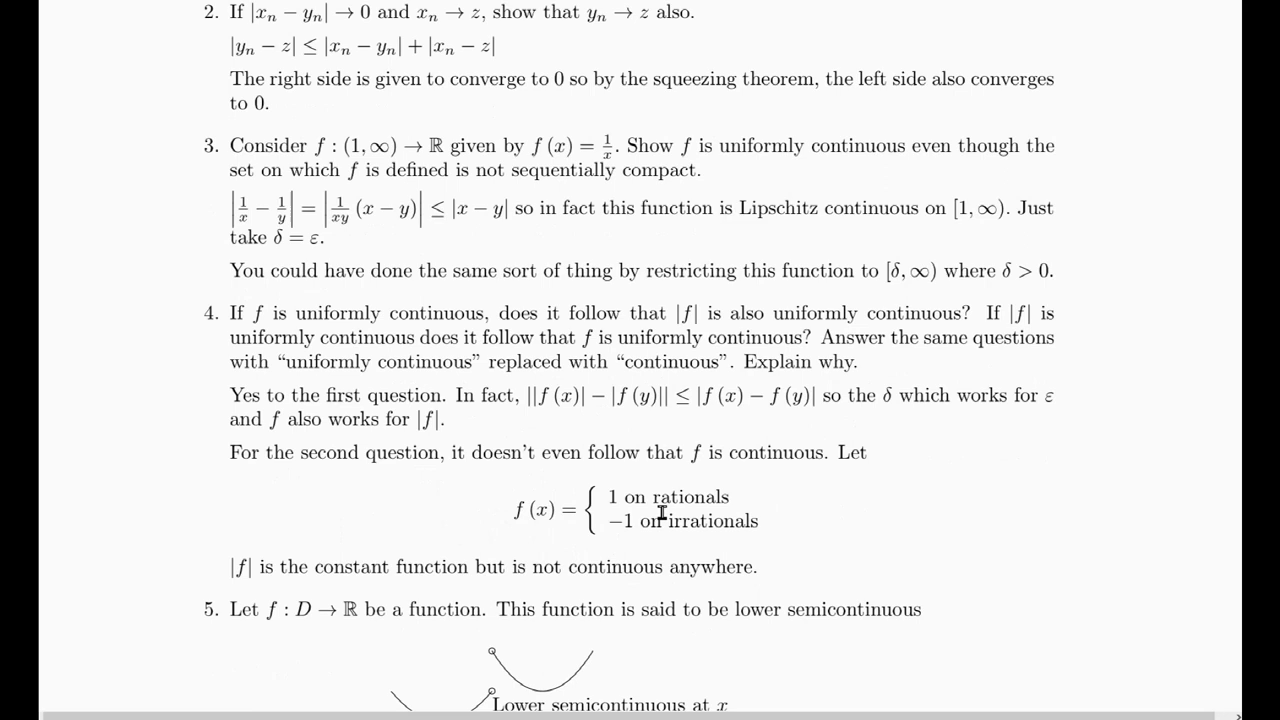 2. If |xₙ − yₙ| → 0 and xₙ → z, show that yₙ → z also.
|yₙ − z| ≤ |xₙ − yₙ| + |xₙ − z|
The right side is given to converge to 0 so by the squeezing theorem, the left side also converges
to 0.
3. Consider f : (1, ∞) → ℝ given by f (x) = 1/x. Show f is uniformly continuous even though the
set on which f is defined is not sequentially compact.
|1/x − 1/y| = |1/xy (x − y)| ≤ |x − y| so in fact this function is Lipschitz continuous on [1, ∞). Just
take δ = ε.
You could have done the same sort of thing by restricting this function to [δ, ∞) where δ > 0.
4. If f is uniformly continuous, does it follow that |f| is also uniformly continuous? If |f| is
uniformly continuous does it follow that f is uniformly continuous? Answer the same questions
with “uniformly continuous” replaced with “continuous”. Explain why.
Yes to the first question. In fact, ||f (x)| − |f (y)|| ≤ |f (x) − f (y)| so the δ which works for ε
and f also works for |f|.
For the second question, it doesn't even follow that f is continuous. Let
f (x) = { 1 on rationals
−1 on irrationals
|f| is the constant function but is not continuous anywhere.
5. Let f : D → ℝ be a function. This function is said to be lower semicontinuous
Lower semicontinuous at x